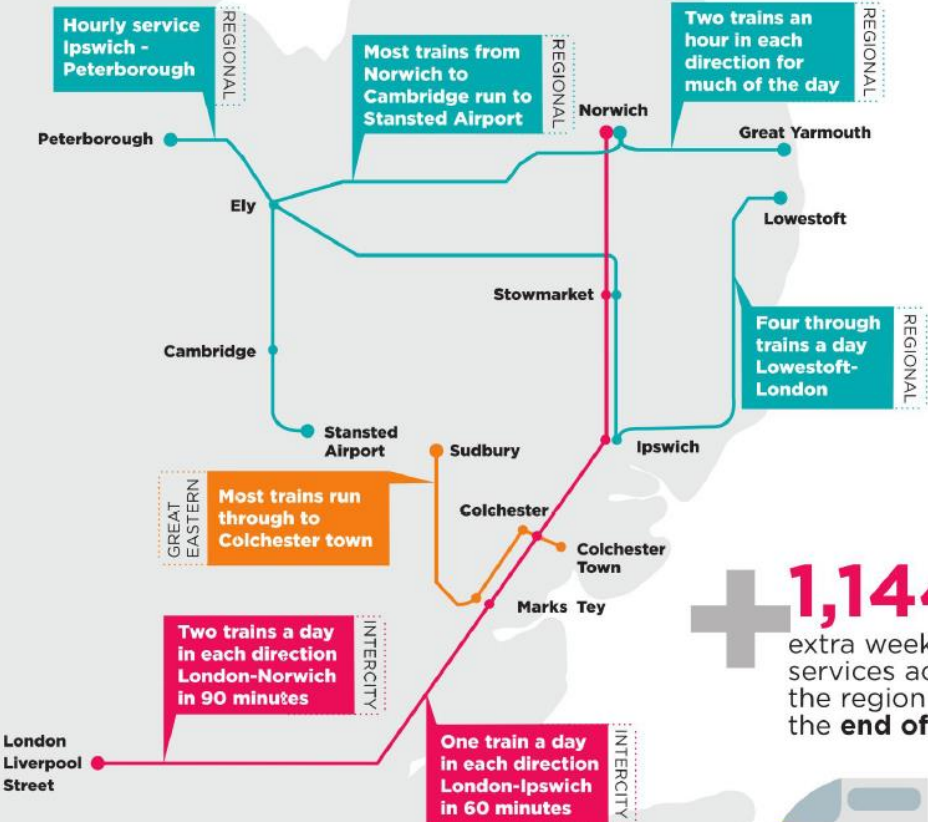 Hourly service
Ipswich -
Peterborough
REGIONAL
Most trains from
Norwich to
Cambridge run to
Stansted Airport
REGIONAL
Two trains an
hour in each
direction for
much of the day
REGIONAL
Norwich
Peterborough
Great Yarmouth
Ely
Lowestoft
Stowmarket
Four through
trains a day
Lowestoft-
London
REGIONAL
Cambridge
Stansted
Airport
Sudbury
Ipswich
GREAT
EASTERN
Most trains run
through to
Colchester town
Colchester
Colchester
Town
Marks Tey
1,144
extra week
services ac
the region
the end of
Two trains a day
in each direction
London-Norwich
in 90 minutes
INTERCITY
London
Liverpool
Street
One train a day
in each direction
London-Ipswich
in 60 minutes
INTERCITY